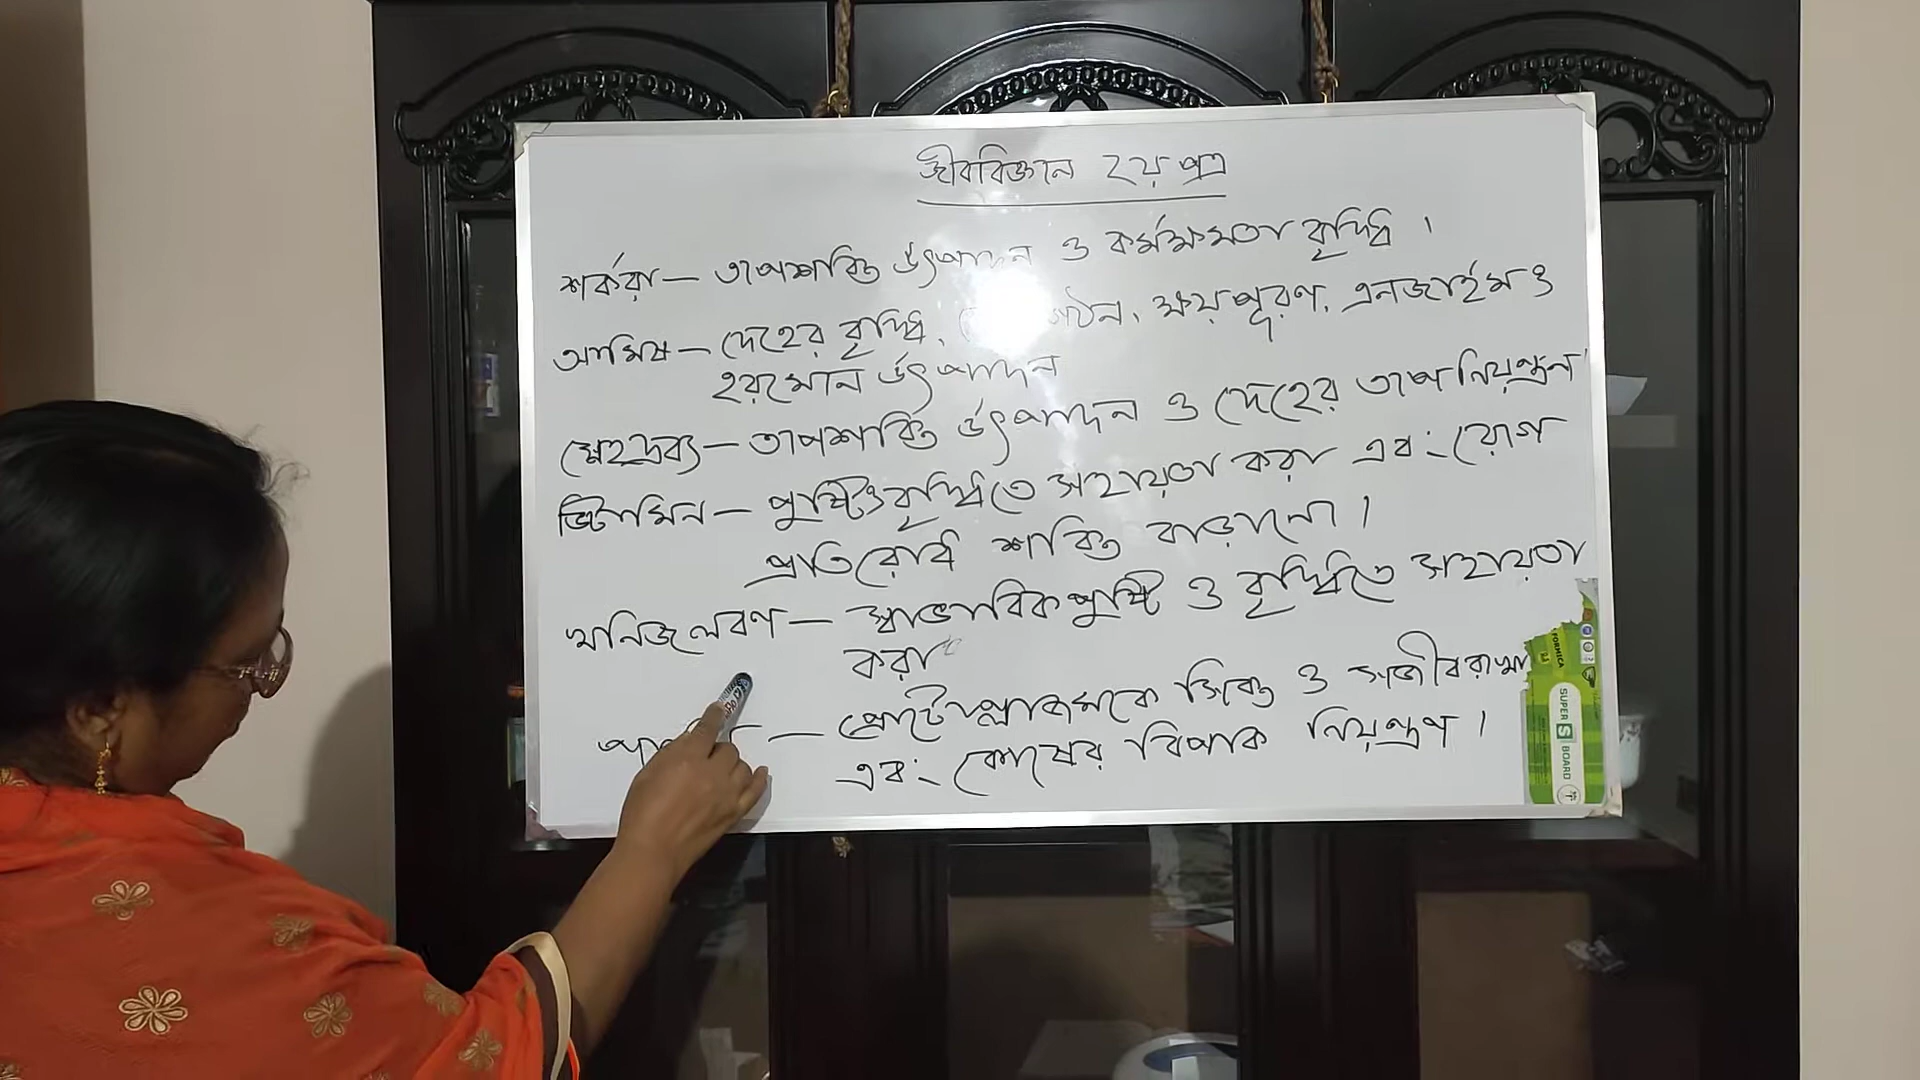 জীববিজ্ঞান ২য় পত্র
শর্করা — তাপশক্তি উৎপাদন ও কর্মক্ষমতা বৃদ্ধি ।
আমিষ — দেহের বৃদ্ধি, গঠন, ক্ষয়পূরণ, এনজাইম ও
হরমোন উৎপাদন
স্নেহদ্রব্য — তাপশক্তি উৎপাদন ও দেহের তাপ নিয়ন্ত্রন ।
ভিটামিন — পুষ্টি ও বৃদ্ধিতে সহায়তা করা এবং রোগ
প্রতিরোধ শক্তি বাড়ানো ।
খনিজ লবণ — স্বাভাবিক পুষ্টি ও বৃদ্ধিতে সহায়তা
করা
— প্রোটোপ্লাজমকে সিক্ত ও সজীব রাখা
এবং কোষের বিপাক নিয়ন্ত্রণ ।
FORMICA
SUPER S BOARD